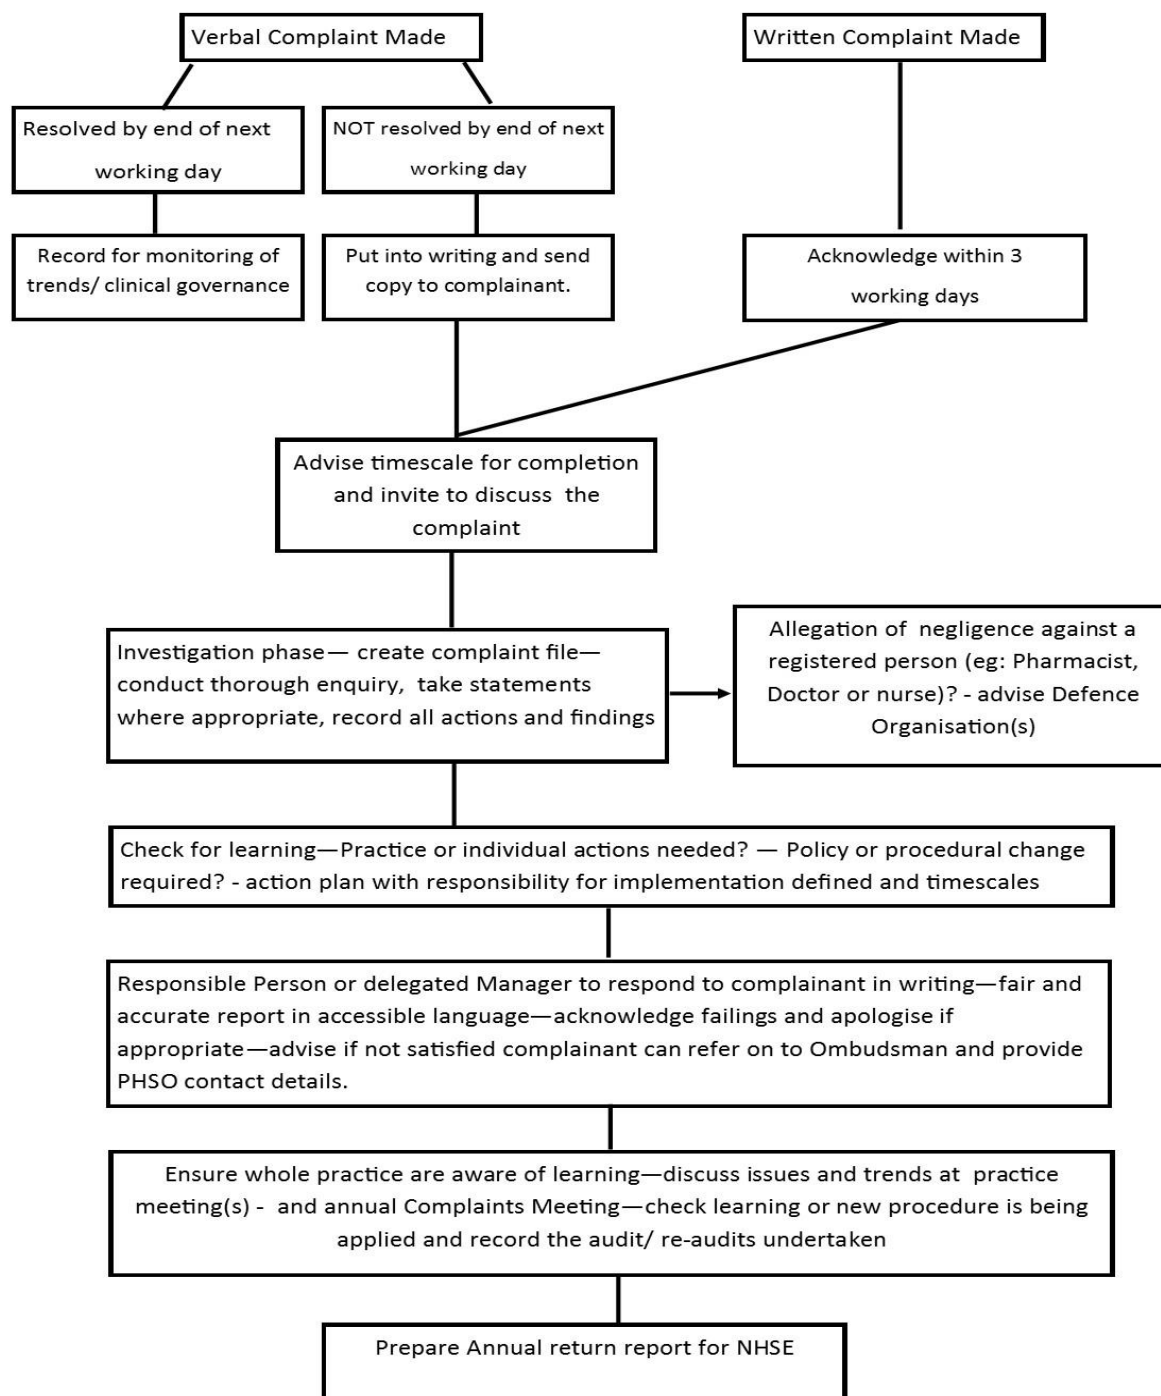 Verbal Complaint Made
Written Complaint Made
Resolved by end of next
working day
NOT resolved by end of next
working day
Record for monitoring of
trends/ clinical governance
Put into writing and send
copy to complainant.
Acknowledge within 3
working days
Advise timescale for completion
and invite to discuss the
complaint
Investigation phase— create complaint file—
conduct thorough enquiry, take statements
where appropriate, record all actions and findings
Allegation of negligence against a
registered person (eg: Pharmacist,
Doctor or nurse)? - advise Defence
Organisation(s)
Check for learning—Practice or individual actions needed? — Policy or procedural change
required? - action plan with responsibility for implementation defined and timescales
Responsible Person or delegated Manager to respond to complainant in writing—fair and
accurate report in accessible language—acknowledge failings and apologise if
appropriate—advise if not satisfied complainant can refer on to Ombudsman and provide
PHSO contact details.
Ensure whole practice are aware of learning—discuss issues and trends at practice
meeting(s) - and annual Complaints Meeting—check learning or new procedure is being
applied and record the audit/ re-audits undertaken
Prepare Annual return report for NHSE